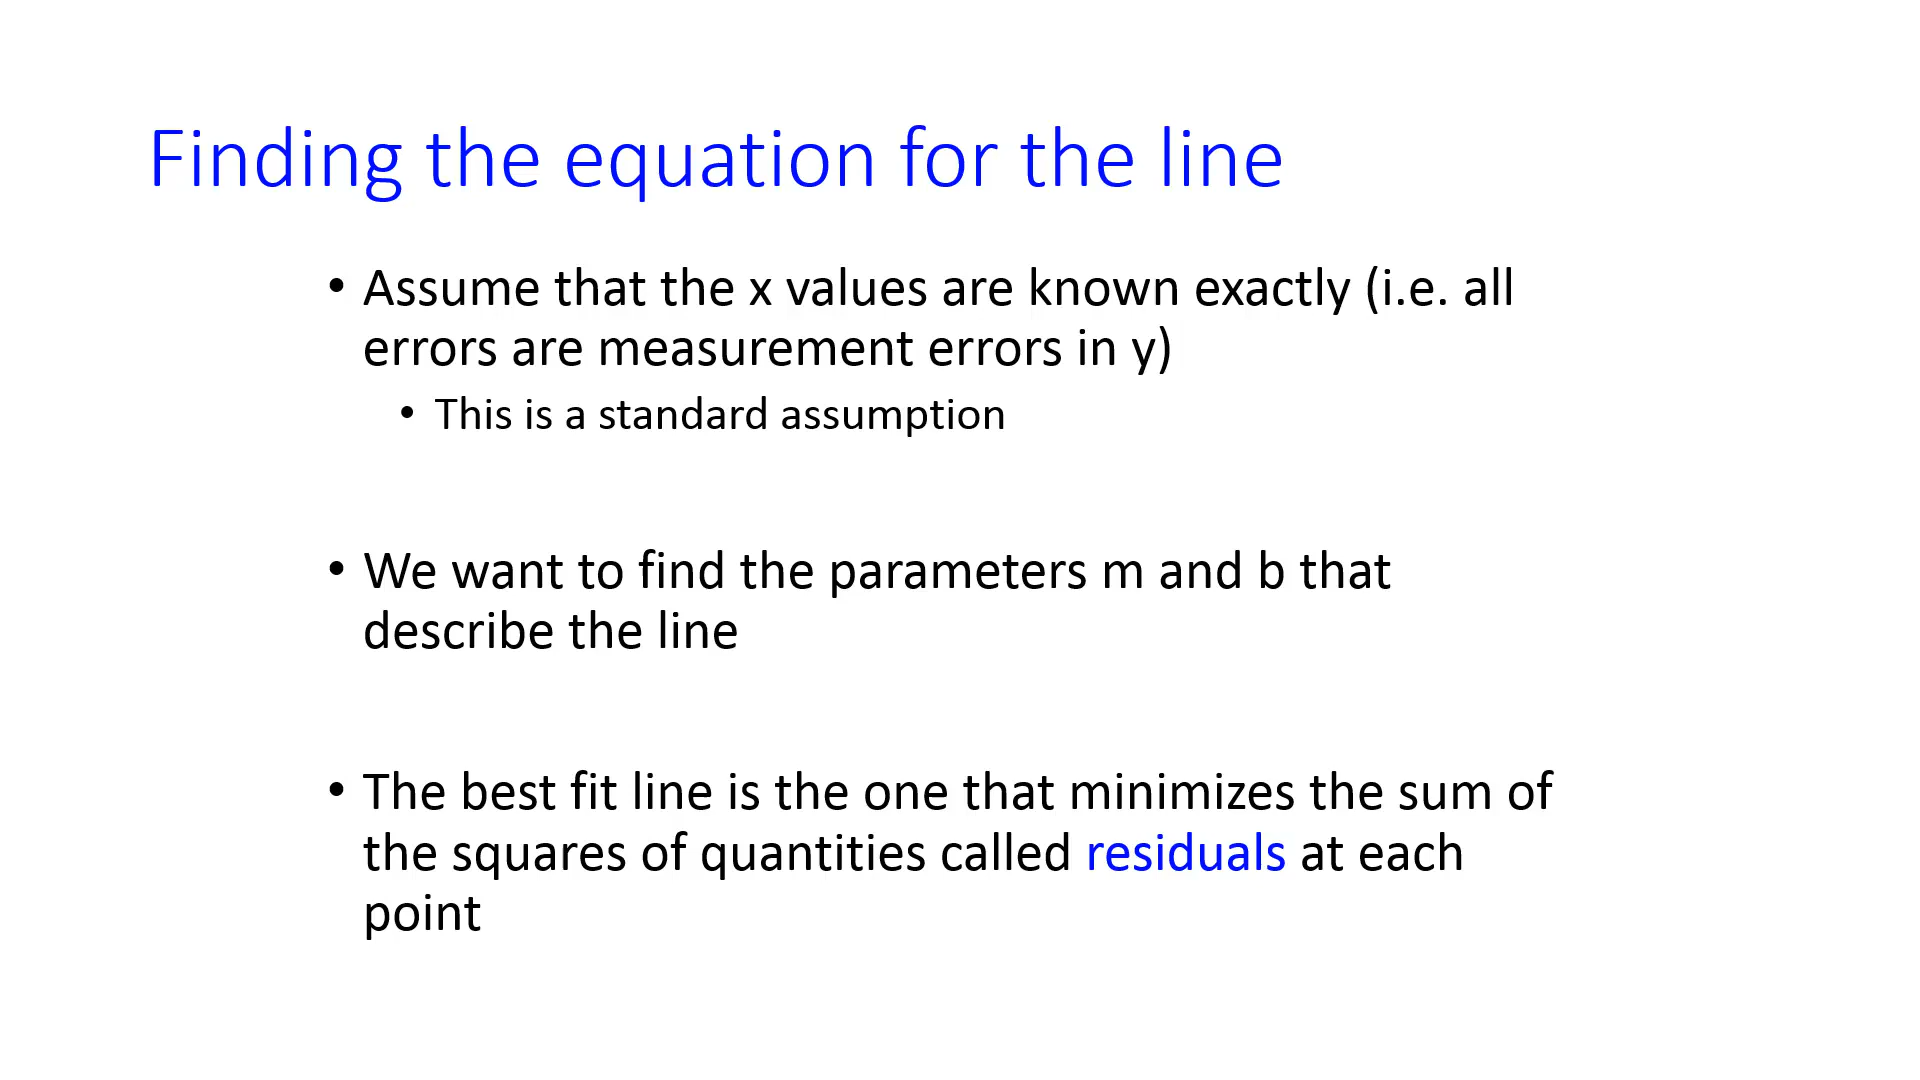 Finding the equation for the line
• Assume that the x values are known exactly (i.e. all
errors are measurement errors in y)
• This is a standard assumption
• We want to find the parameters m and b that
describe the line
• The best fit line is the one that minimizes the sum of
the squares of quantities called residuals at each
point